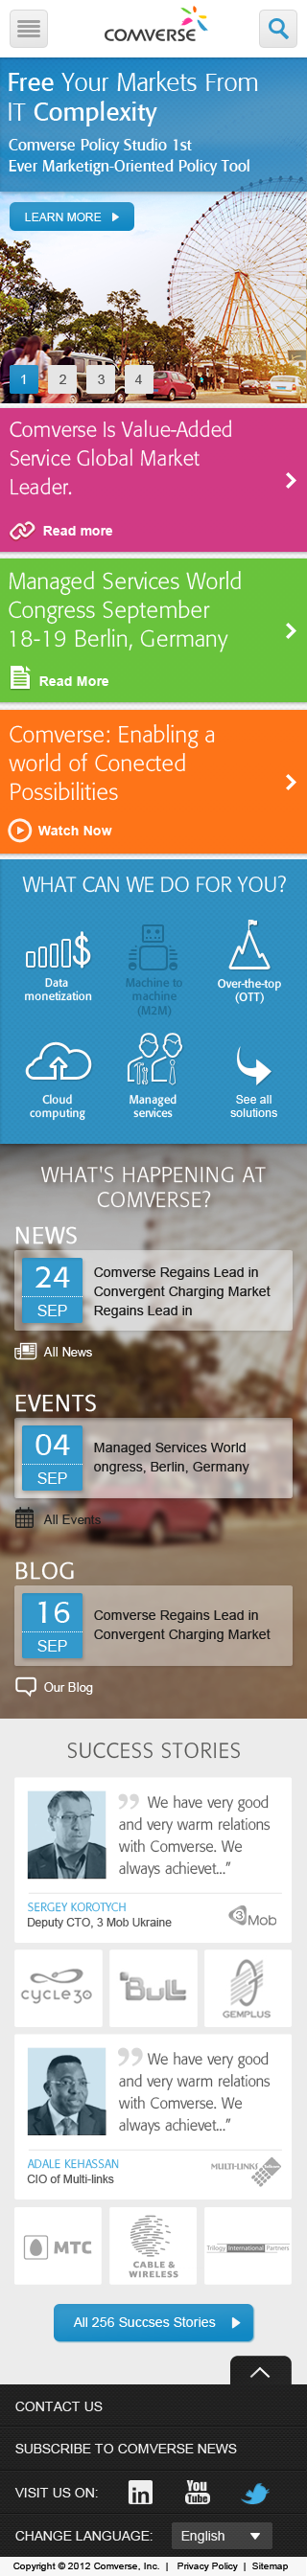 COMVERSE
Free Your Markets From
IT Complexity
Comverse Policy Studio 1st
Ever Marketign-Oriented Policy Tool
LEARN MORE
1 2 3 4
Comverse Is Value-Added
Service Global Market
Leader.
Read more
Managed Services World
Congress September
18-19 Berlin, Germany
Read More
Comverse: Enabling a
world of Conected
Possibilities
Watch Now
WHAT CAN WE DO FOR YOU?
Data
monetization
Machine to
machine
(M2M)
Over-the-top
(OTT)
Cloud
computing
Managed
services
See all
solutions
WHAT'S HAPPENING AT
COMVERSE?
NEWS
24
SEP
Comverse Regains Lead in
Convergent Charging Market
Regains Lead in
All News
EVENTS
04
SEP
Managed Services World
ongress, Berlin, Germany
All Events
BLOG
16
SEP
Comverse Regains Lead in
Convergent Charging Market
Our Blog
SUCCESS STORIES
” We have very good
and very warm relations
with Comverse. We
always achievet...”
SERGEY KOROTYCH
Deputy CTO, 3 Mob Ukraine
3Mob
CYCLE30
BULL
GEMPLUS
” We have very good
and very warm relations
with Comverse. We
always achievet...”
ADALE KEHASSAN
CIO of Multi-links
MULTI-LINKS
MTC
CABLE &
WIRELESS
Trilogy International Partners
All 256 Succses Stories
CONTACT US
SUBSCRIBE TO COMVERSE NEWS
VISIT US ON: in You Tube
CHANGE LANGUAGE: English
Copyright © 2012 Comverse, Inc. | Privacy Policy | Sitemap